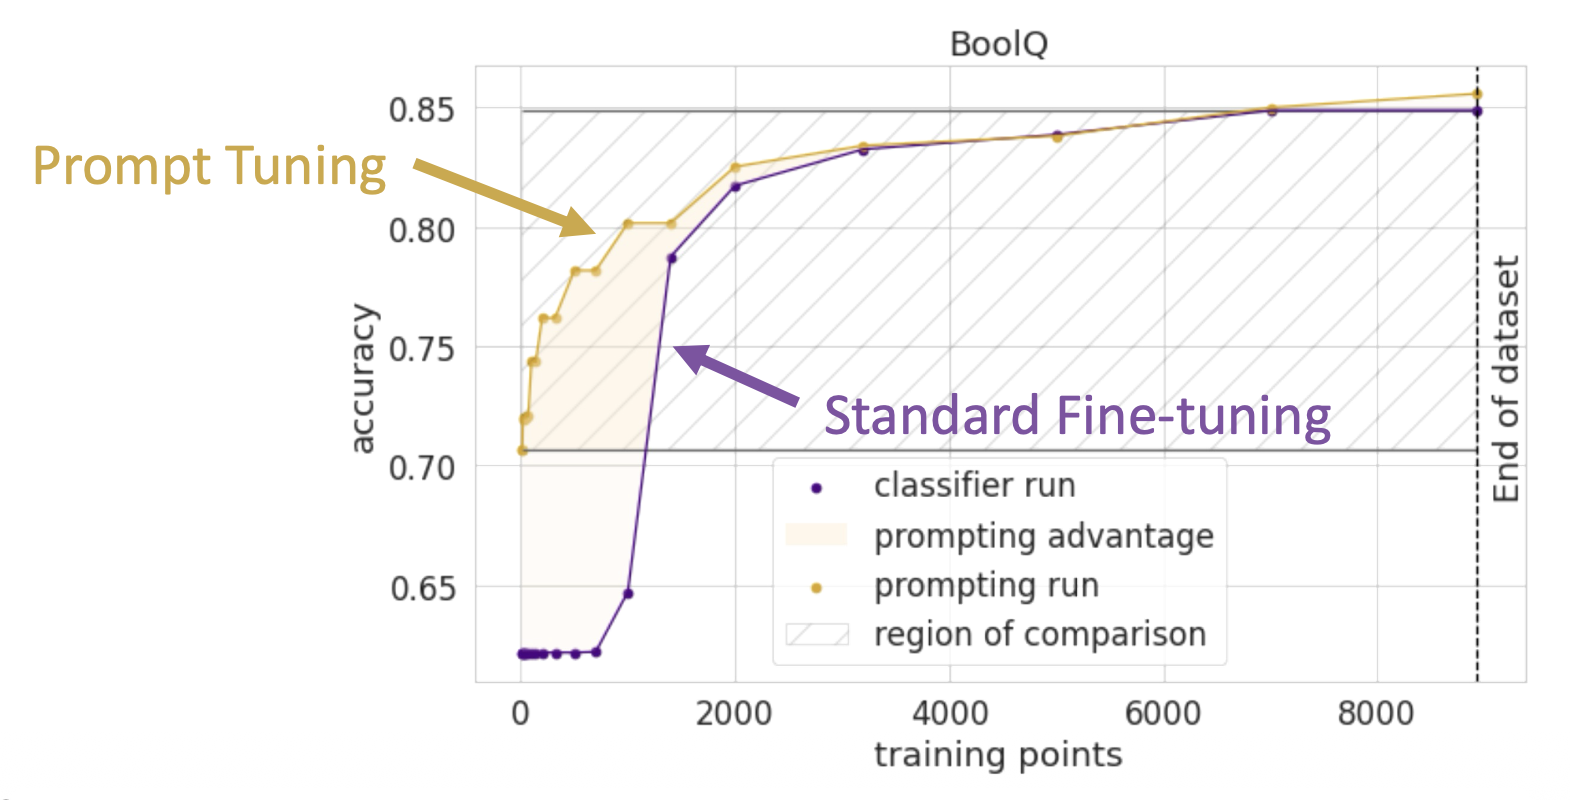 BoolQ
Prompt Tuning
Standard Fine-tuning
accuracy
0.85
0.80
0.75
0.70
0.65
classifier run
prompting advantage
prompting run
region of comparison
End of dataset
0 2000 4000 6000 8000
training points